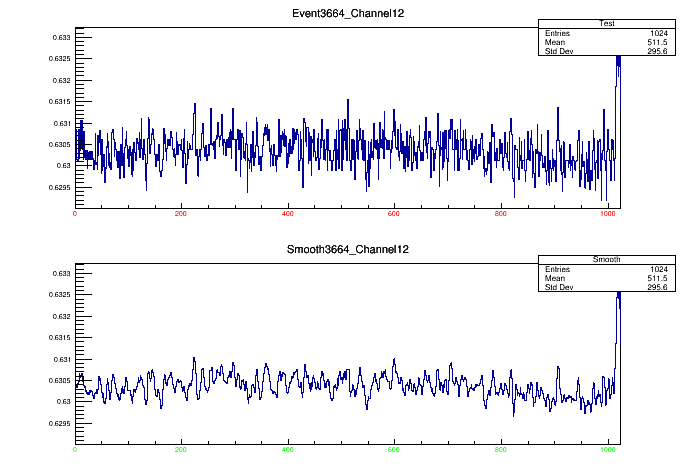 Event3664_Channel12
Test
Entries 1024
Mean 511.5
Std Dev 295.6
0.633
0.6325
0.632
0.6315
0.631
0.6305
0.63
0.6295
0 200 400 600 800 1000
Smooth3664_Channel12
Smooth
Entries 1024
Mean 511.5
Std Dev 295.6
0.633
0.6325
0.632
0.6315
0.631
0.6305
0.63
0.6295
0 200 400 600 800 1000